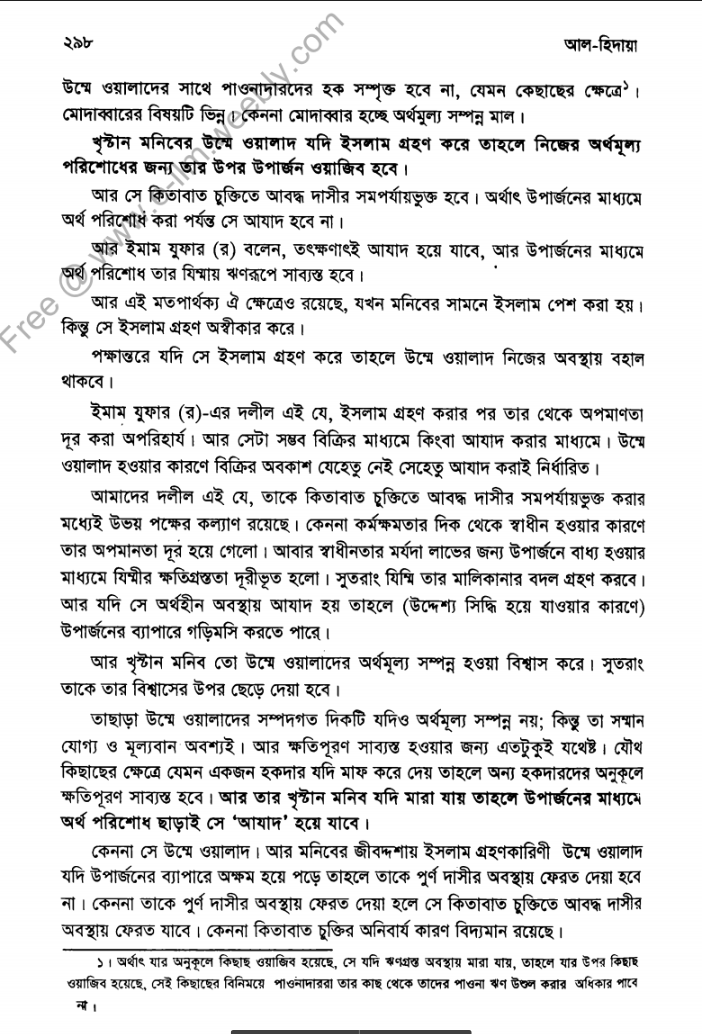 ২৯৮ আল-হিদায়া
উম্মে ওয়ালাদের সাথে পাওনাদারদের হক সম্পৃক্ত হবে না, যেমন কেছাছের ক্ষেত্রে১।
মোদাব্বারের বিষয়টি ভিন্ন। কেননা মোদাব্বার হচ্ছে অর্থমূল্য সম্পন্ন মাল।
খৃস্টান মনিবের উম্মে ওয়ালাদ যদি ইসলাম গ্রহণ করে তাহলে নিজের অর্থমূল্য
পরিশোধের জন্য তার উপর উপার্জন ওয়াজিব হবে।
আর সে কিতাবাত চুক্তিতে আবদ্ধ দাসীর সমপর্যায়ভুক্ত হবে। অর্থাৎ উপার্জনের মাধ্যমে
অর্থ পরিশোধ করা পর্যন্ত সে আযাদ হবে না।
আর ইমাম যুফার (র) বলেন, তৎক্ষণাৎই আযাদ হয়ে যাবে, আর উপার্জনের মাধ্যমে
অর্থ পরিশোধ তার যিম্মায় ঋণরূপে সাব্যস্ত হবে।
আর এই মতপার্থক্য ঐ ক্ষেত্রেও রয়েছে, যখন মনিবের সামনে ইসলাম পেশ করা হয়।
কিন্তু সে ইসলাম গ্রহণ অস্বীকার করে।
পক্ষান্তরে যদি সে ইসলাম গ্রহণ করে তাহলে উম্মে ওয়ালাদ নিজের অবস্থায় বহাল
থাকবে।
ইমাম যুফার (র)-এর দলীল এই যে, ইসলাম গ্রহণ করার পর তার থেকে অপমাণতা
দূর করা অপরিহার্য। আর সেটা সম্ভব বিক্রির মাধ্যমে কিংবা আযাদ করার মাধ্যমে। উম্মে
ওয়ালাদ হওয়ার কারণে বিক্রির অবকাশ যেহেতু নেই সেহেতু আযাদ করাই নির্ধারিত।
আমাদের দলীল এই যে, তাকে কিতাবাত চুক্তিতে আবদ্ধ দাসীর সমপর্যায়ভুক্ত করার
মধ্যেই উভয় পক্ষের কল্যাণ রয়েছে। কেননা কর্মক্ষমতার দিক থেকে স্বাধীন হওয়ার কারণে
তার অপমানতা দূর হয়ে গেলো। আবার স্বাধীনতার মর্যদা লাভের জন্য উপার্জনে বাধ্য হওয়ার
মাধ্যমে যিম্মীর ক্ষতিগ্রস্ততা দূরীভূত হলো। সুতরাং যিম্মি তার মালিকানার বদল গ্রহণ করবে।
আর যদি সে অর্থহীন অবস্থায় আযাদ হয় তাহলে (উদ্দেশ্য সিদ্ধি হয়ে যাওয়ার কারণে)
উপার্জনের ব্যাপারে গড়িমসি করতে পারে।
আর খৃস্টান মনিব তো উম্মে ওয়ালাদের অর্থমূল্য সম্পন্ন হওয়া বিশ্বাস করে। সুতরাং
তাকে তার বিশ্বাসের উপর ছেড়ে দেয়া হবে।
তাছাড়া উম্মে ওয়ালাদের সম্পদগত দিকটি যদিও অর্থমূল্য সম্পন্ন নয়; কিন্তু তা সম্মান
যোগ্য ও মূল্যবান অবশ্যই। আর ক্ষতিপূরণ সাব্যস্ত হওয়ার জন্য এতটুকুই যথেষ্ট। যৌথ
কিছাছের ক্ষেত্রে যেমন একজন হকদার যদি মাফ করে দেয় তাহলে অন্য হকদারদের অনুকূলে
ক্ষতিপূরণ সাব্যস্ত হবে। আর তার খৃস্টান মনিব যদি মারা যায় তাহলে উপার্জনের মাধ্যমে
অর্থ পরিশোধ ছাড়াই সে ‘আযাদ’ হয়ে যাবে।
কেননা সে উম্মে ওয়ালাদ। আর মনিবের জীবদ্দশায় ইসলাম গ্রহণকারিণী উম্মে ওয়ালাদ
যদি উপার্জনের ব্যাপারে অক্ষম হয়ে পড়ে তাহলে তাকে পুর্ণ দাসীর অবস্থায় ফেরত দেয়া হবে
না। কেননা তাকে পুর্ণ দাসীর অবস্থায় ফেরত দেয়া হলে সে কিতাবাত চুক্তিতে আবদ্ধ দাসীর
অবস্থায় ফেরত যাবে। কেননা কিতাবাত চুক্তির অনিবার্য কারণ বিদ্যমান রয়েছে।
১। অর্থাৎ যার অনুকূলে কিছাছ ওয়াজিব হয়েছে, সে যদি ঋণগ্রস্ত অবস্থায় মারা যায়, তাহলে যার উপর কিছাছ
ওয়াজিব হয়েছে, সেই কিছাছের বিনিময়ে পাওনাদাররা তার কাছ থেকে তাদের পাওনা ঋণ উশুল করার অধিকার পাবে
না।
Free @ www.e-ilm.weebly.com